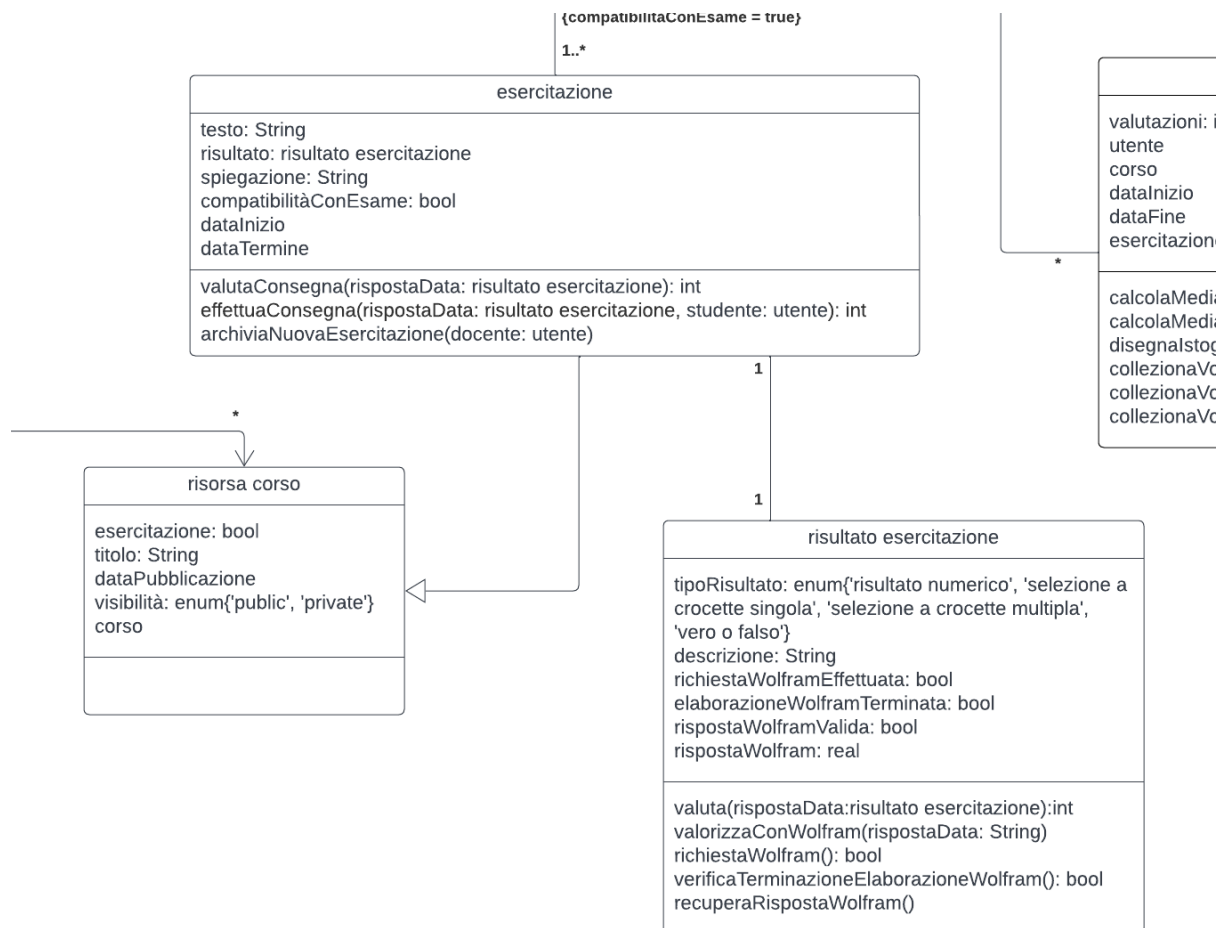 {compatibilitàConEsame = true}
1..*
esercitazione
testo: String
risultato: risultato esercitazione
spiegazione: String
compatibilitàConEsame: bool
dataInizio
dataTermine
valutaConsegna(rispostaData: risultato esercitazione): int
effettuaConsegna(rispostaData: risultato esercitazione, studente: utente): int
archiviaNuovaEsercitazione(docente: utente)
valutazioni:
utente
corso
dataInizio
dataFine
*
1
*
risorsa corso
esercitazione: bool
titolo: String
dataPubblicazione
visibilità: enum{'public', 'private'}
corso
1
risultato esercitazione
tipoRisultato: enum{'risultato numerico', 'selezione a
crocette singola', 'selezione a crocette multipla',
'vero o falso'}
descrizione: String
richiestaWolframEffettuata: bool
elaborazioneWolframTerminata: bool
rispostaWolframValida: bool
rispostaWolfram: real
valuta(rispostaData:risultato esercitazione):int
valorizzaConWolfram(rispostaData: String)
richiestaWolfram(): bool
verificaTerminazioneElaborazioneWolfram(): bool
recuperaRispostaWolfram()